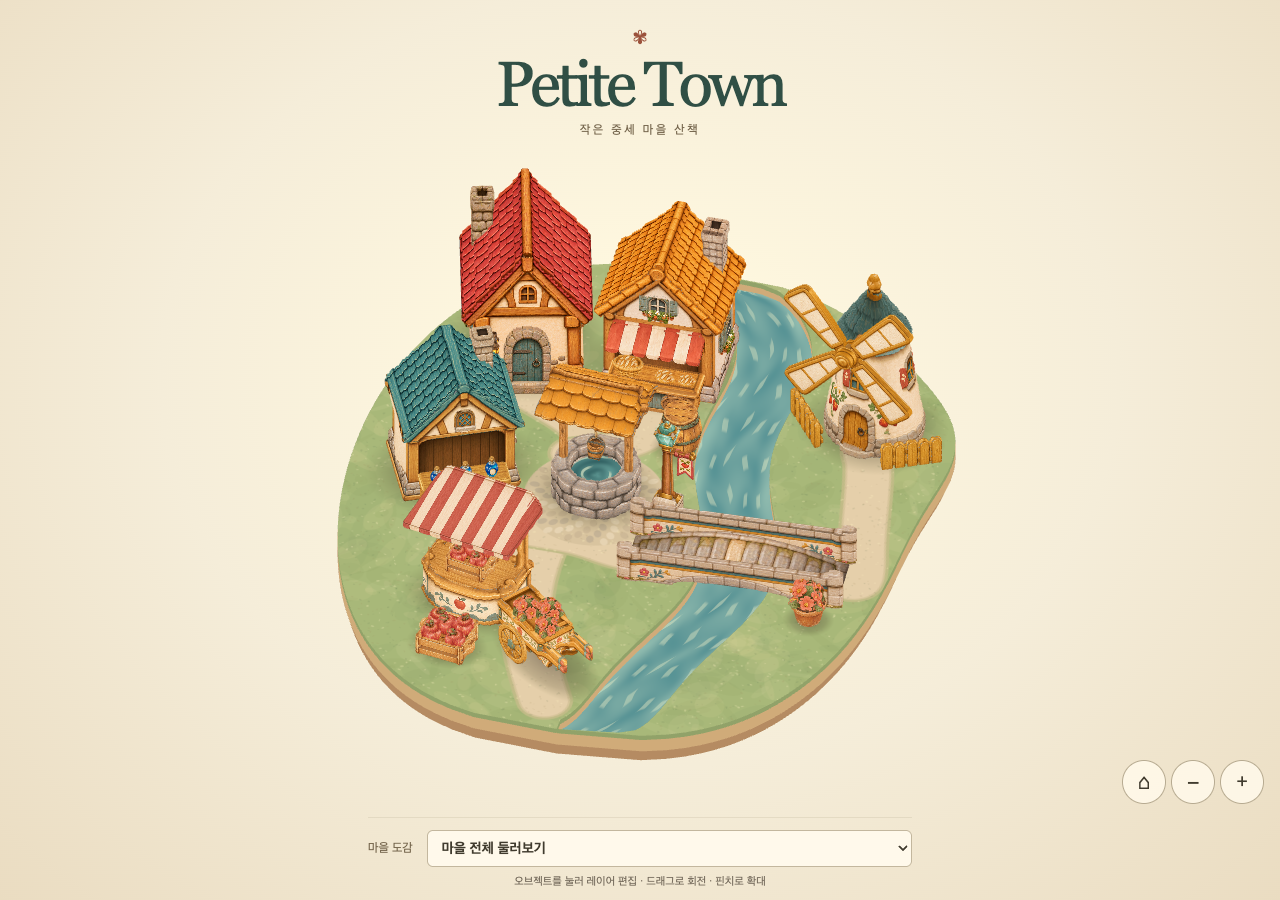 Petite Town
작은 중세 마을 산책
마을 도감
마을 전체 둘러보기
오브젝트를 눌러 레이어 편집 · 드래그로 회전 · 핀치로 확대